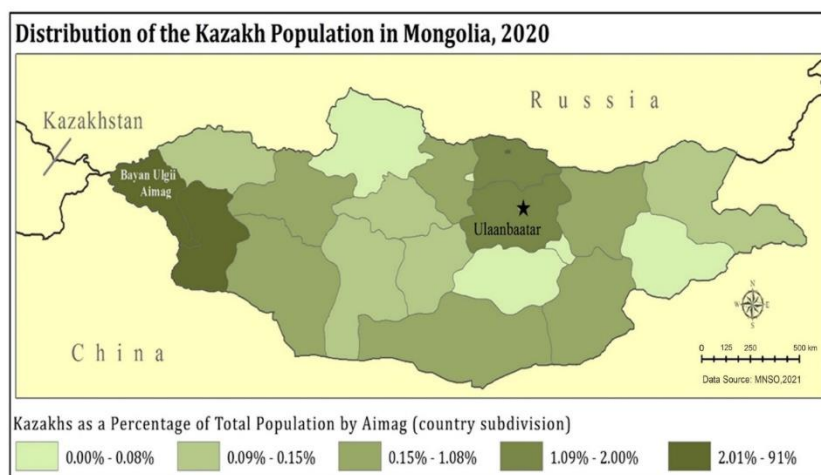 Distribution of the Kazakh Population in Mongolia, 2020
Russia
Kazakhstan
Bayan Ulgii
Aimag
Ulaanbaatar
China
N
W E
S
0 125 250 500 km
Data Source: MNSO,2021
Kazakhs as a Percentage of Total Population by Aimag (country subdivision)
0.00% - 0.08%
0.09% - 0.15%
0.15% - 1.08%
1.09% - 2.00%
2.01% - 91%